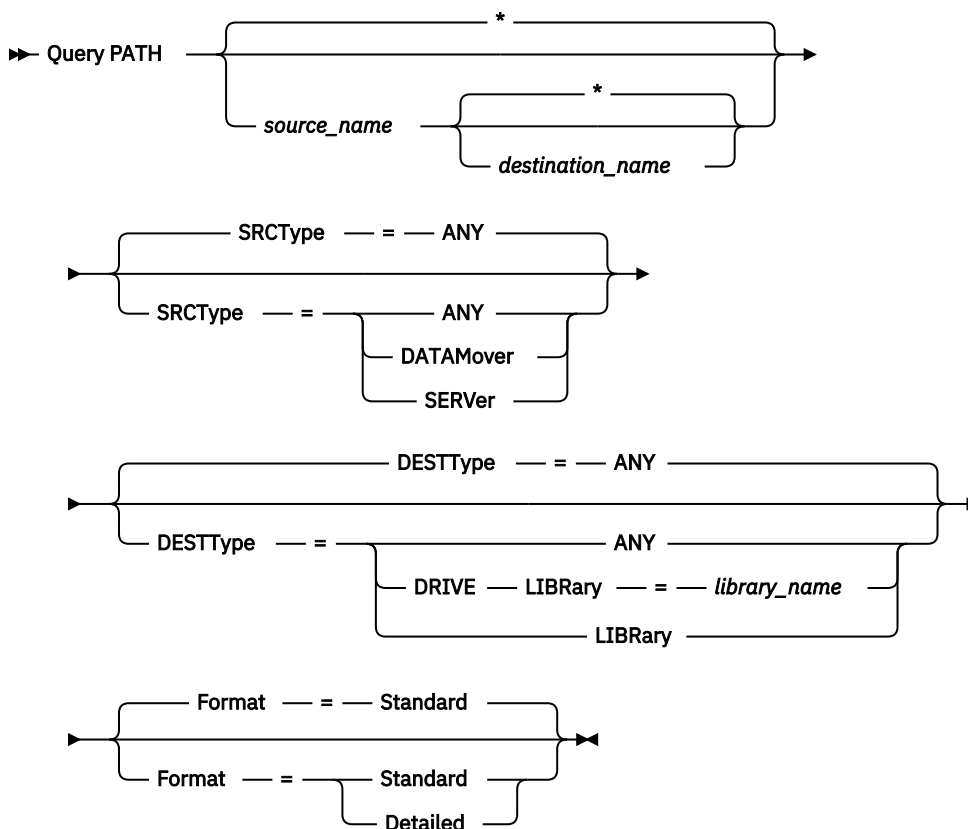 *
Query PATH
*
source_name
destination_name
SRCType = ANY
SRCType = ANY
DATAMover
SERVer
DESTType = ANY
DESTType = ANY
DRIVE LIBRary = library_name
LIBRary
Format = Standard
Format = Standard
Detailed